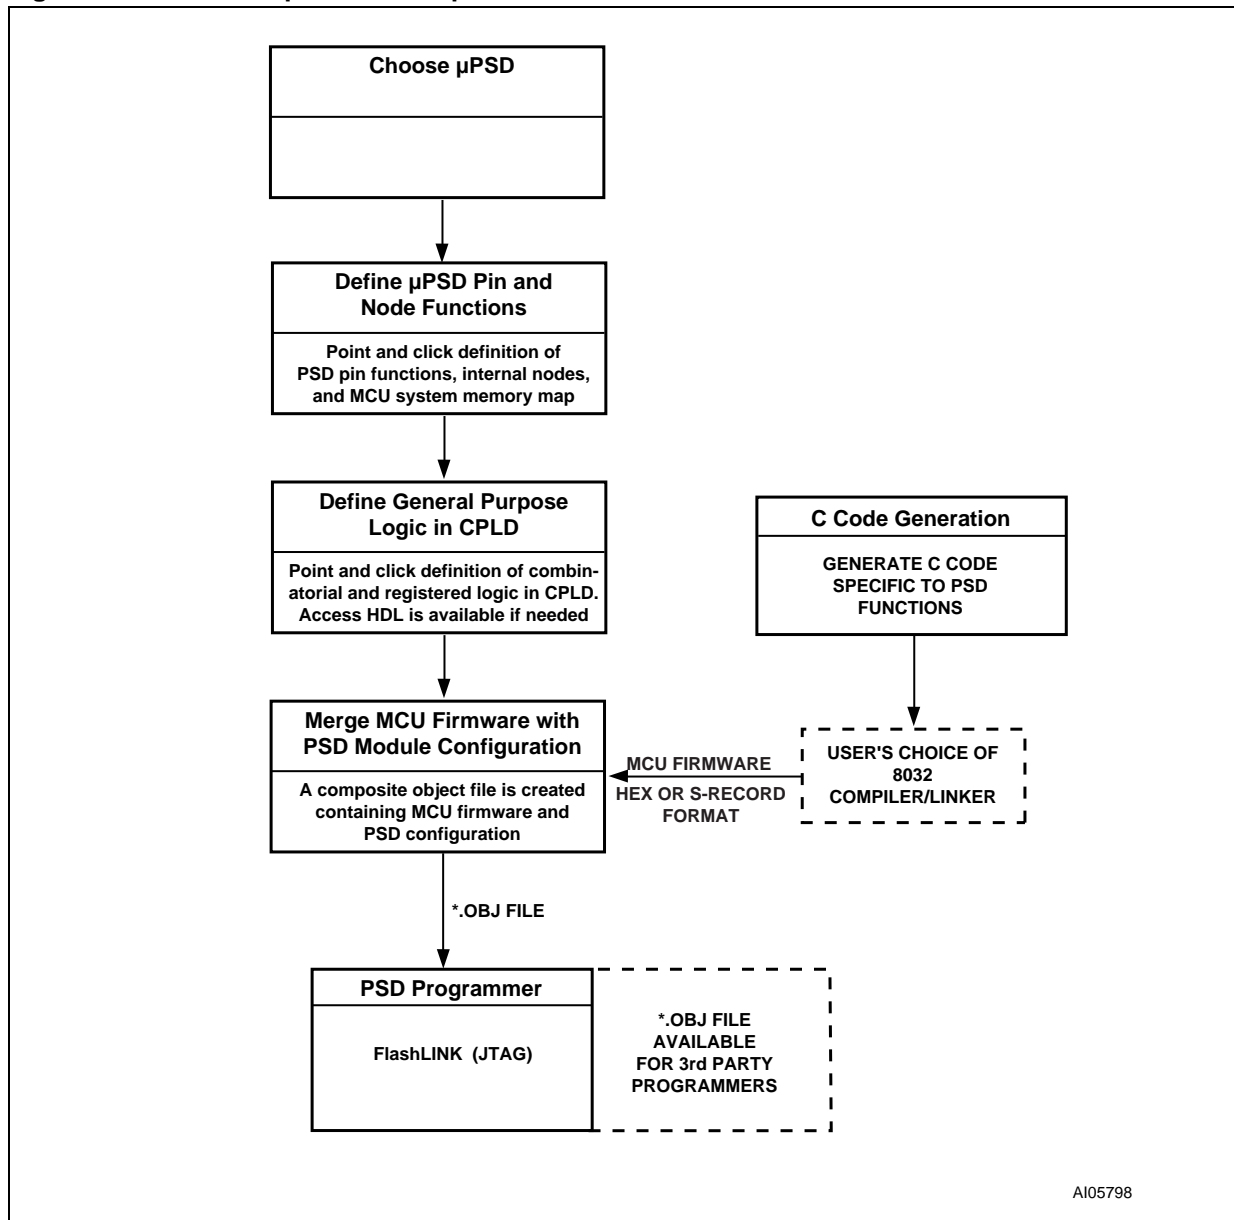 Choose µPSD
Define µPSD Pin and
Node Functions
Point and click definition of
PSD pin functions, internal nodes,
and MCU system memory map
Define General Purpose
Logic in CPLD
Point and click definition of combin-
atorial and registered logic in CPLD.
Access HDL is available if needed
C Code Generation
GENERATE C CODE
SPECIFIC TO PSD
FUNCTIONS
Merge MCU Firmware with
PSD Module Configuration
A composite object file is created
containing MCU firmware and
PSD configuration
MCU FIRMWARE
HEX OR S-RECORD
FORMAT
USER'S CHOICE OF
8032
COMPILER/LINKER
*.OBJ FILE
PSD Programmer
FlashLINK (JTAG)
*.OBJ FILE
AVAILABLE
FOR 3rd PARTY
PROGRAMMERS
AI05798